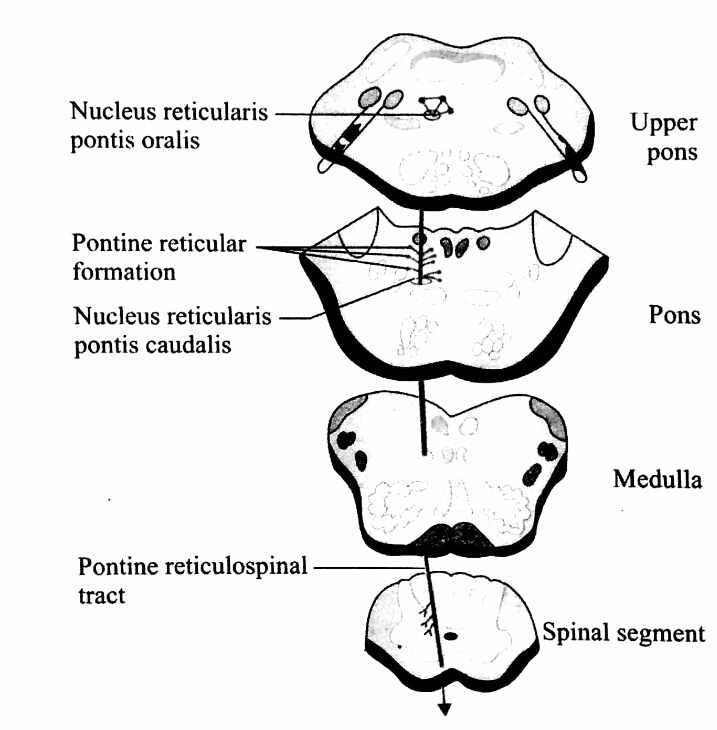 Nucleus reticularis
pontis oralis
Upper
pons
Pontine reticular
formation
Nucleus reticularis
pontis caudalis
Pons
Medulla
Pontine reticulospinal
tract
Spinal segment